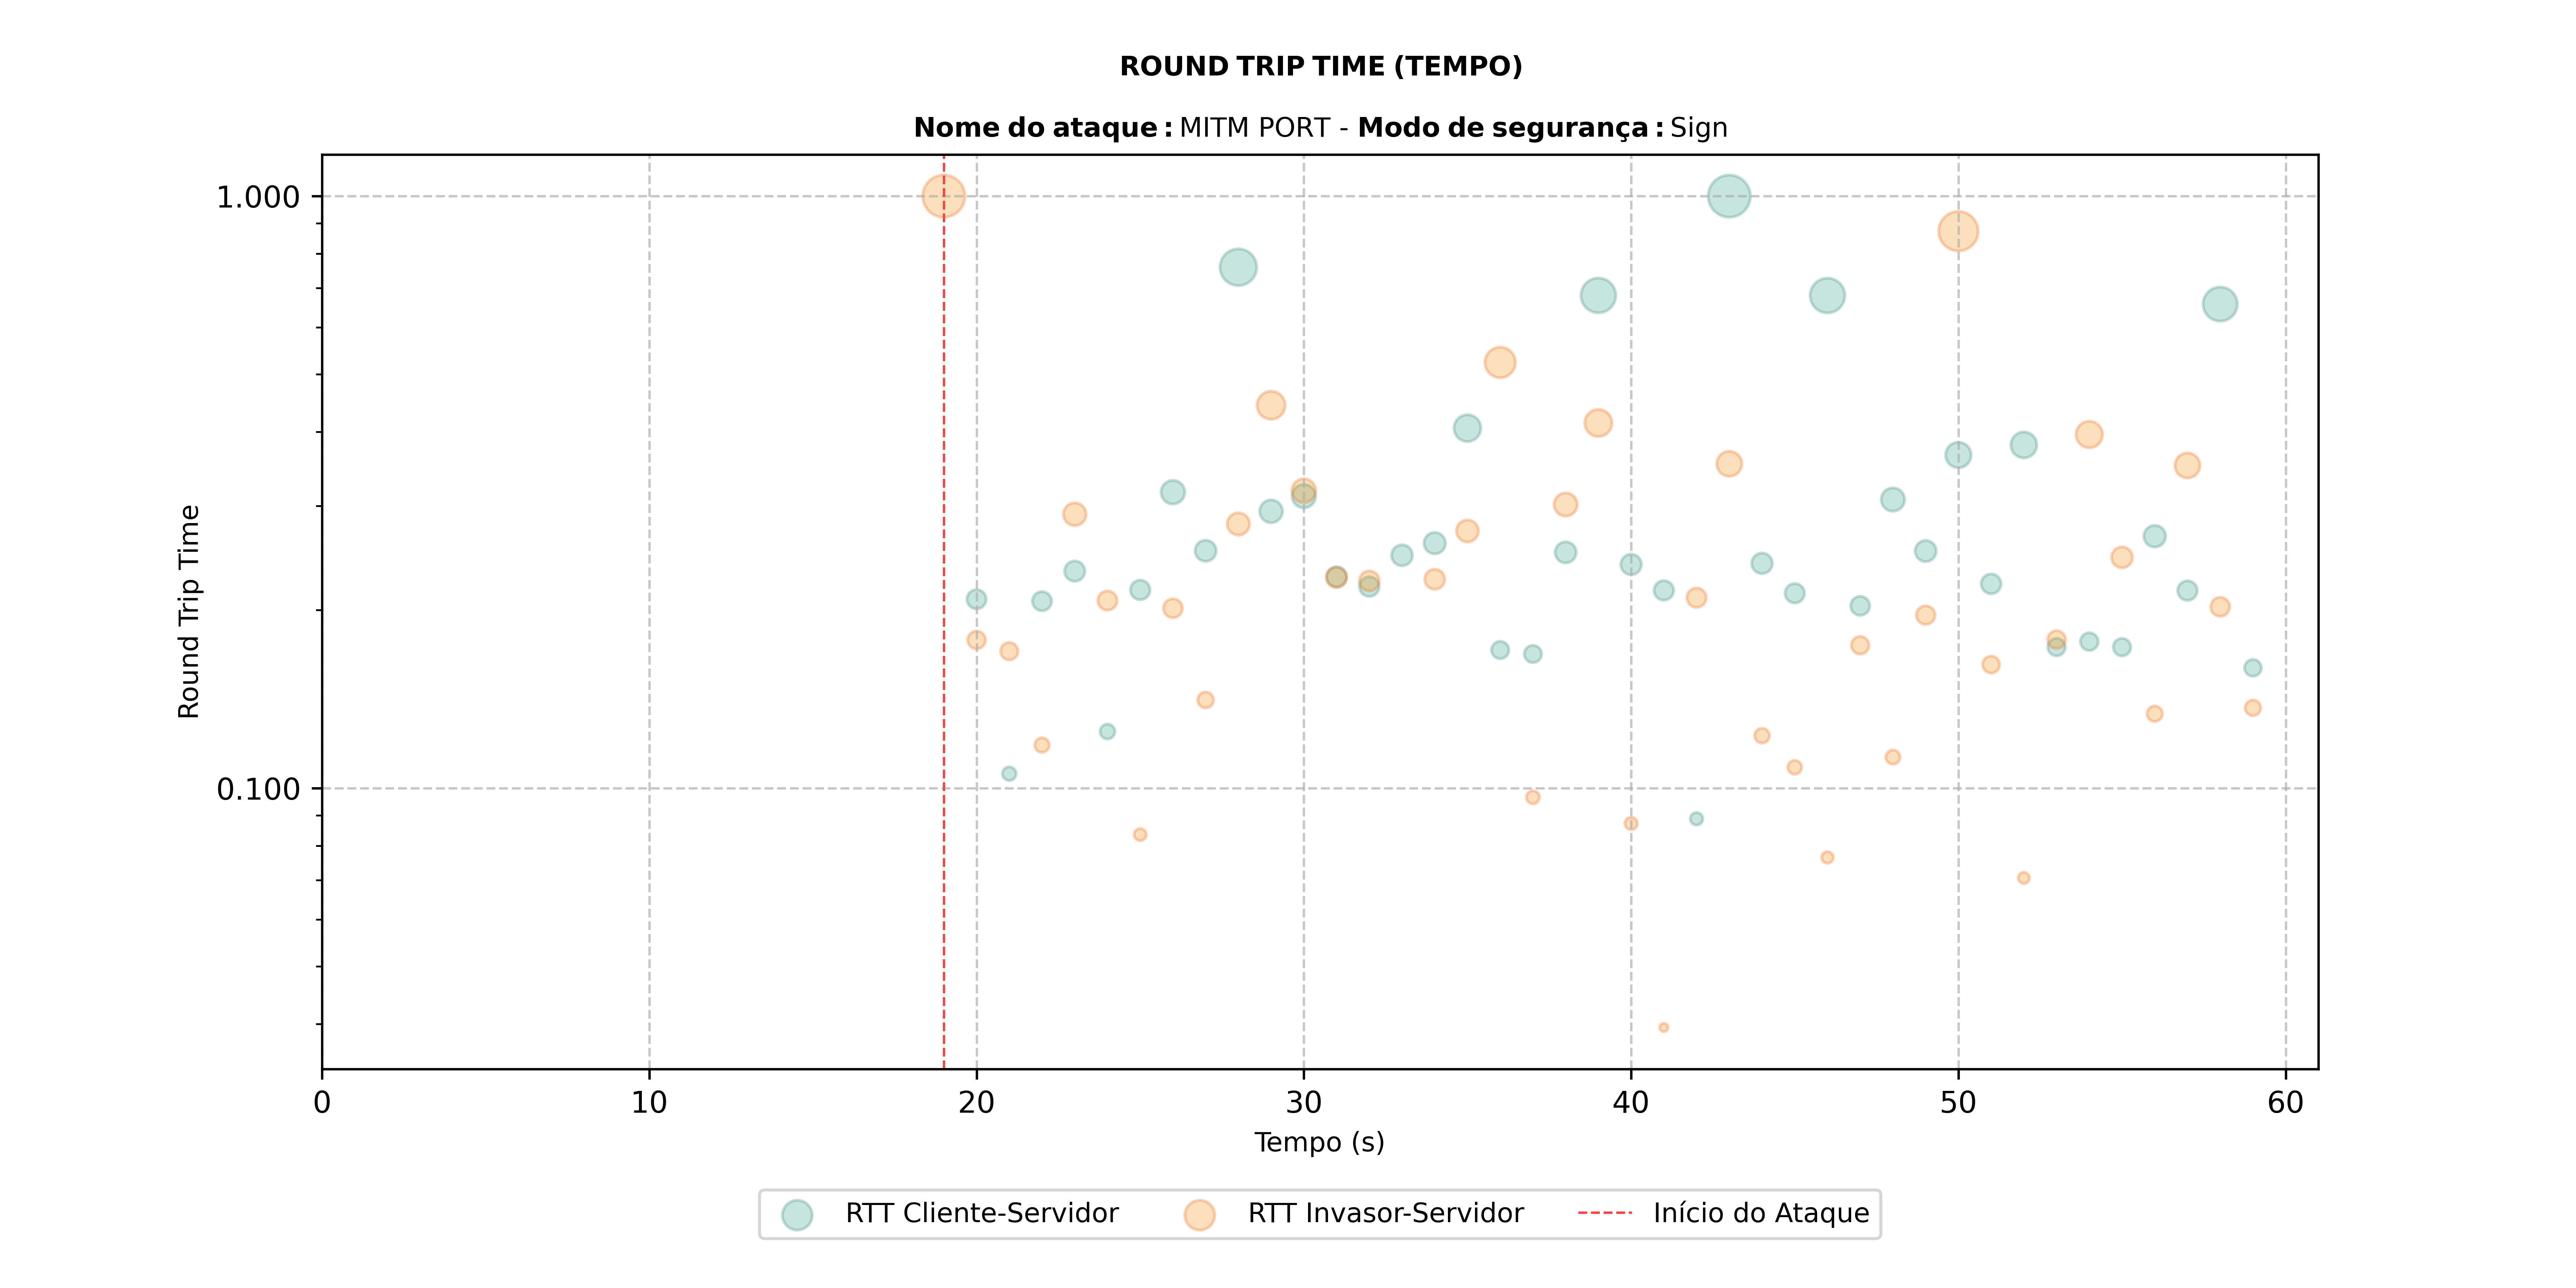 ROUND TRIP TIME (TEMPO)
Nome do ataque: MITM PORT - Modo de segurança: Sign
1.000
0.100
Round Trip Time
0 10 20 30 40 50 60
Tempo (s)
RTT Cliente-Servidor RTT Invasor-Servidor Início do Ataque